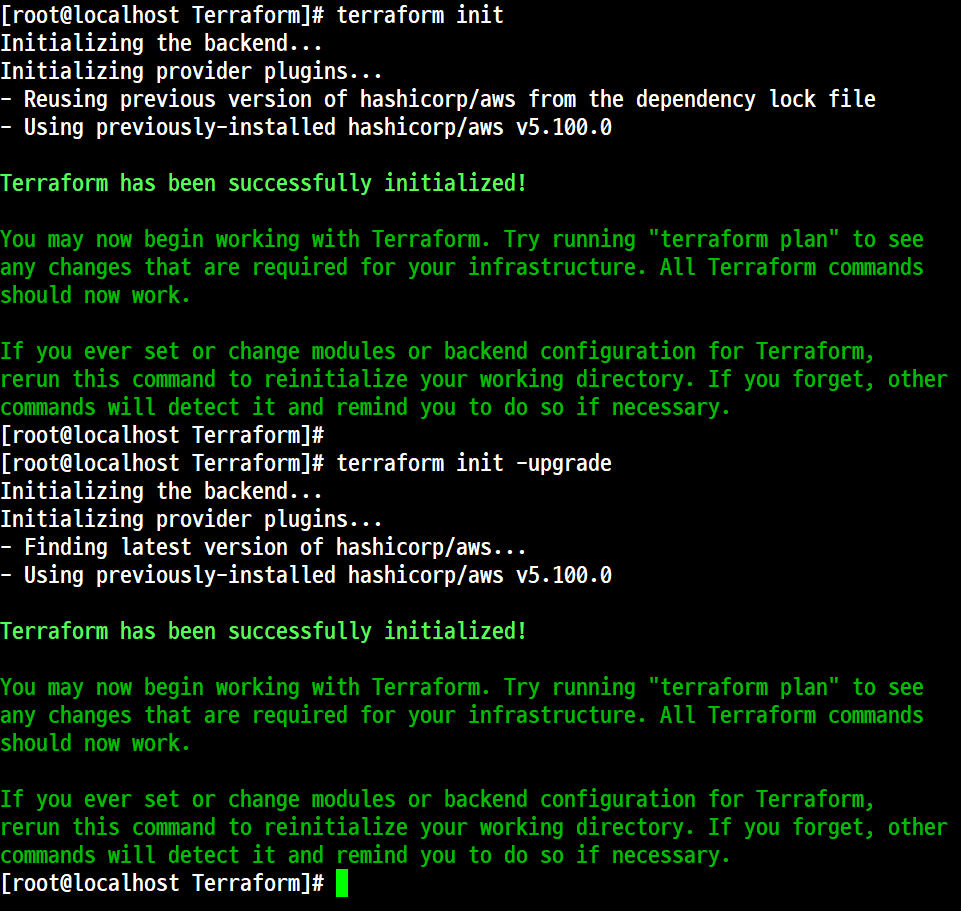 [root@localhost Terraform]# terraform init
Initializing the backend...
Initializing provider plugins...
- Reusing previous version of hashicorp/aws from the dependency lock file
- Using previously-installed hashicorp/aws v5.100.0
Terraform has been successfully initialized!
You may now begin working with Terraform. Try running "terraform plan" to see
any changes that are required for your infrastructure. All Terraform commands
should now work.
If you ever set or change modules or backend configuration for Terraform,
rerun this command to reinitialize your working directory. If you forget, other
commands will detect it and remind you to do so if necessary.
[root@localhost Terraform]#
[root@localhost Terraform]# terraform init -upgrade
Initializing the backend...
Initializing provider plugins...
- Finding latest version of hashicorp/aws...
- Using previously-installed hashicorp/aws v5.100.0
Terraform has been successfully initialized!
You may now begin working with Terraform. Try running "terraform plan" to see
any changes that are required for your infrastructure. All Terraform commands
should now work.
If you ever set or change modules or backend configuration for Terraform,
rerun this command to reinitialize your working directory. If you forget, other
commands will detect it and remind you to do so if necessary.
[root@localhost Terraform]#